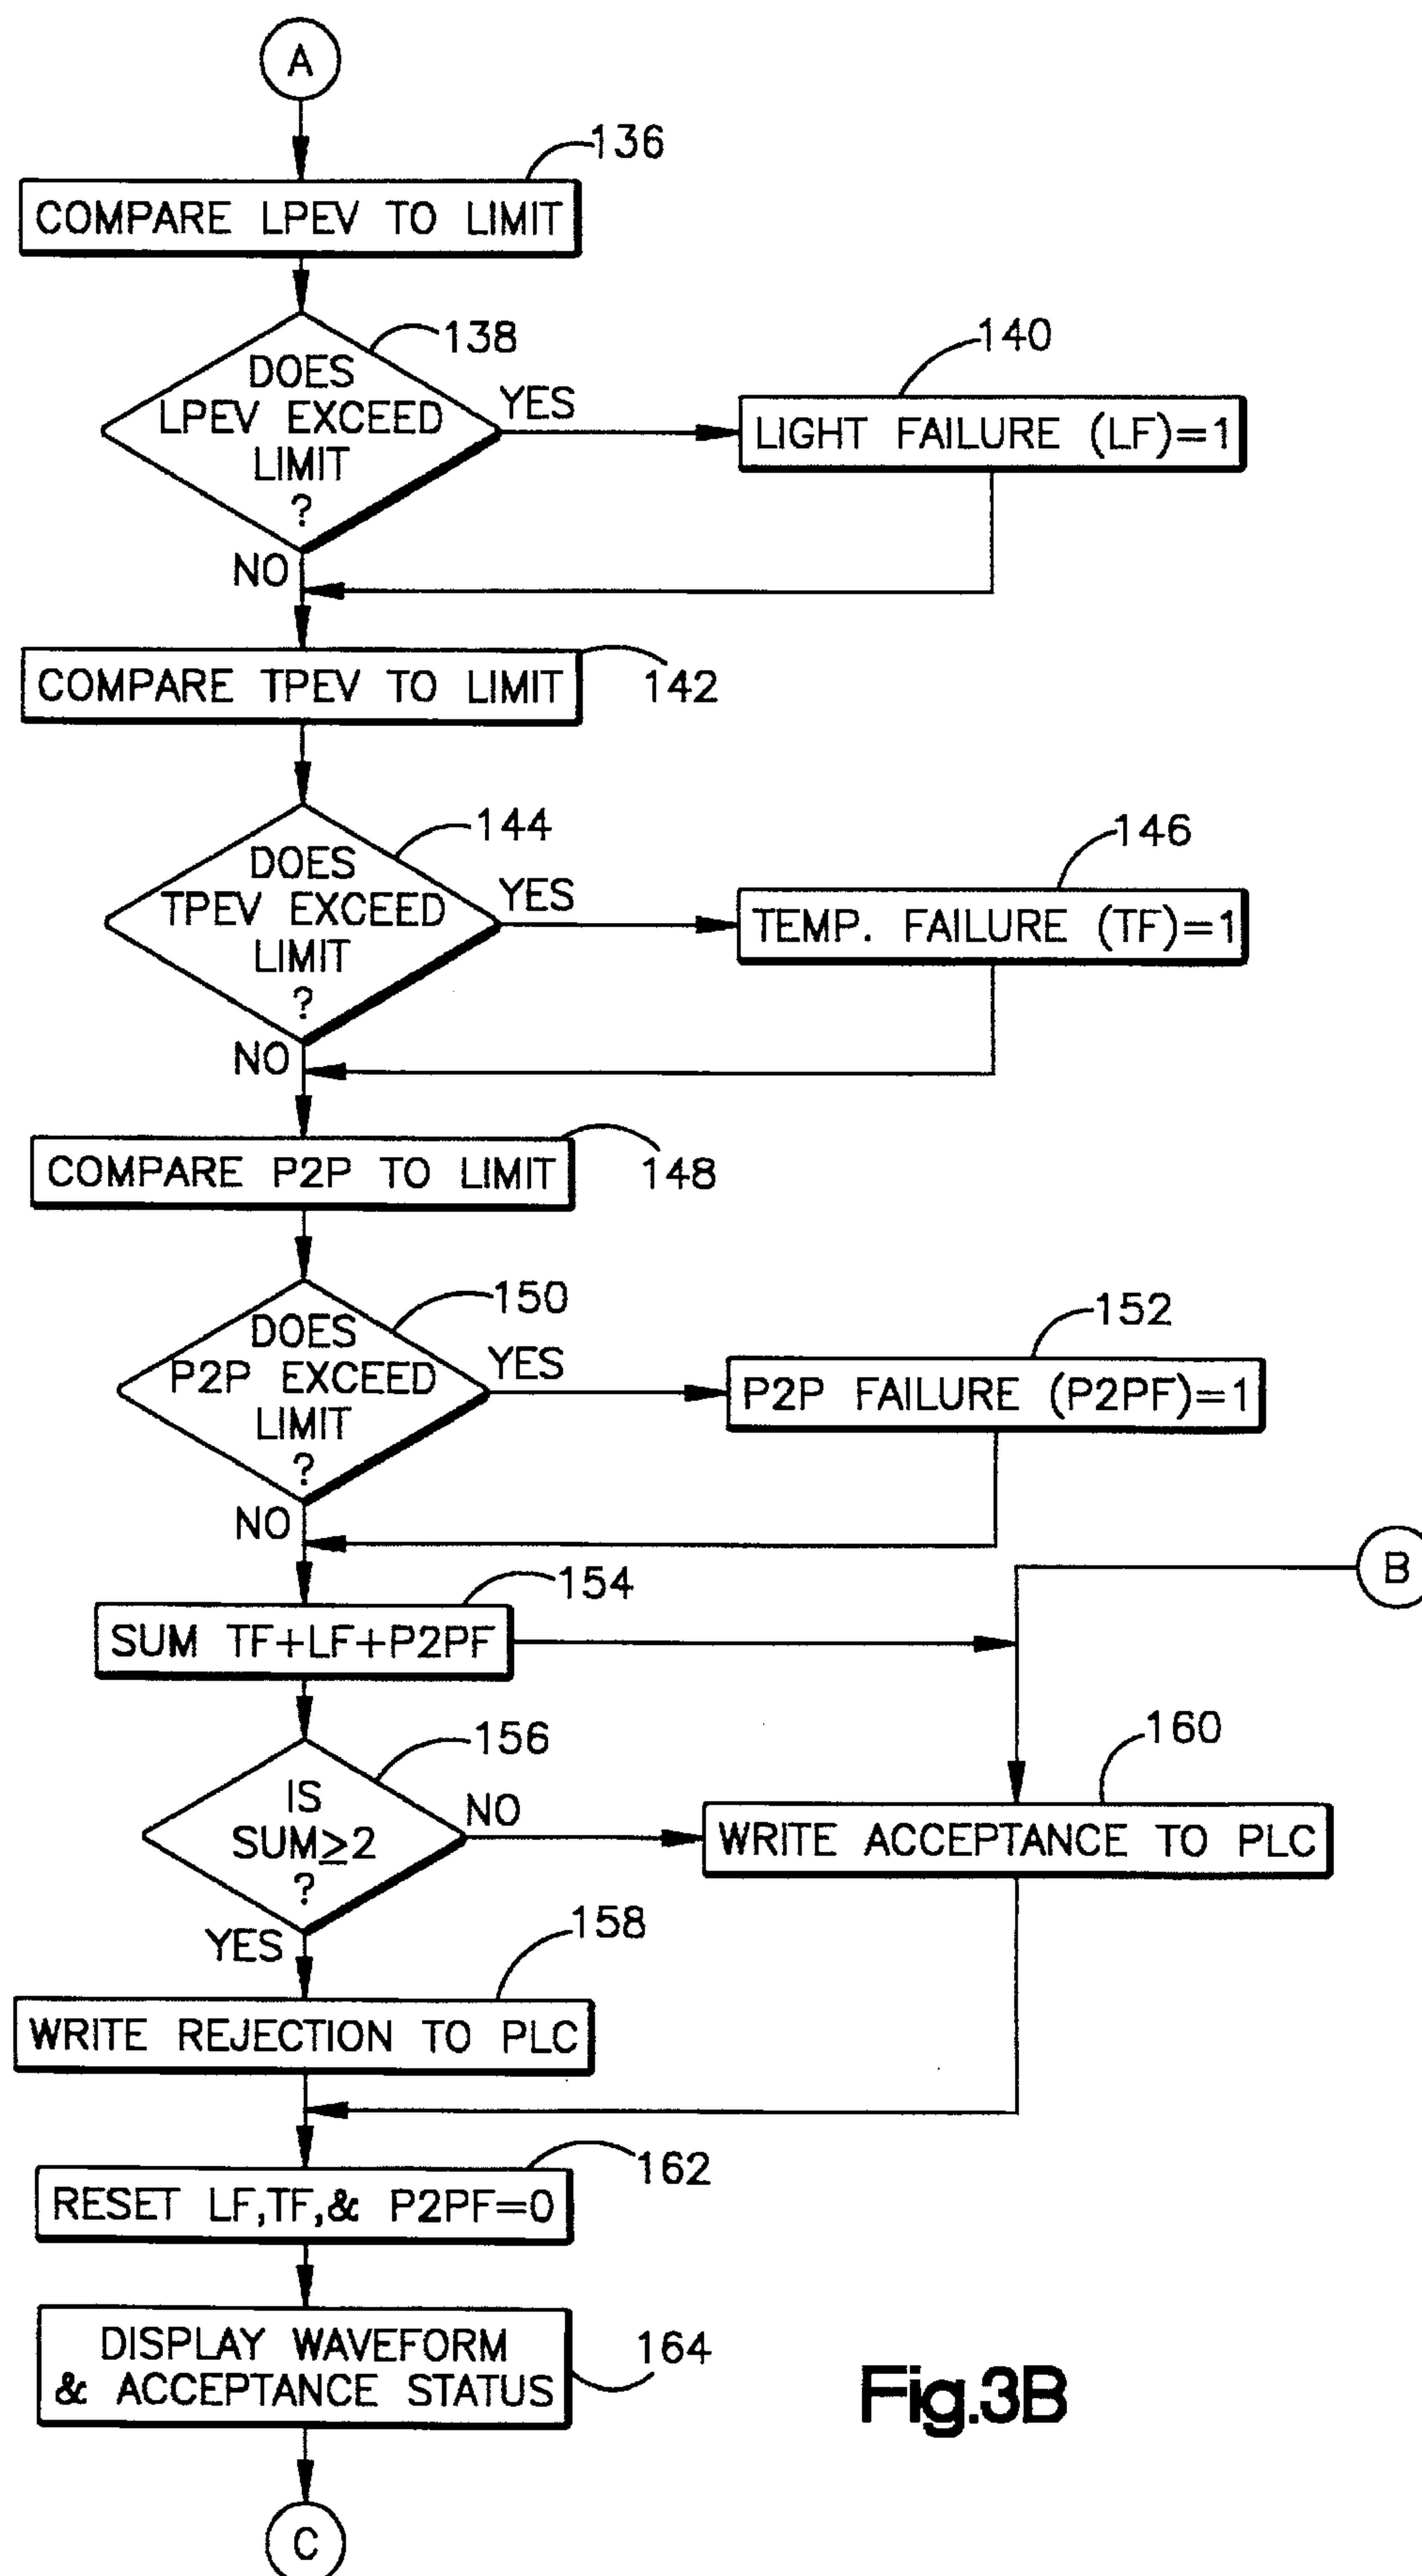 A
136
COMPARE LPEV TO LIMIT
138
DOES
LPEV EXCEED
LIMIT
?
YES
140
LIGHT FAILURE (LF)=1
NO
COMPARE TPEV TO LIMIT
142
144
DOES
TPEV EXCEED
LIMIT
?
YES
146
TEMP. FAILURE (TF)=1
NO
COMPARE P2P TO LIMIT
148
150
DOES
P2P EXCEED
LIMIT
?
YES
152
P2P FAILURE (P2PF)=1
NO
B
154
SUM TF+LF+P2PF
156
IS
SUM≥2
?
NO
160
WRITE ACCEPTANCE TO PLC
YES
158
WRITE REJECTION TO PLC
162
RESET LF,TF,& P2PF=0
DISPLAY WAVEFORM
& ACCEPTANCE STATUS
164
Fig.3B
C